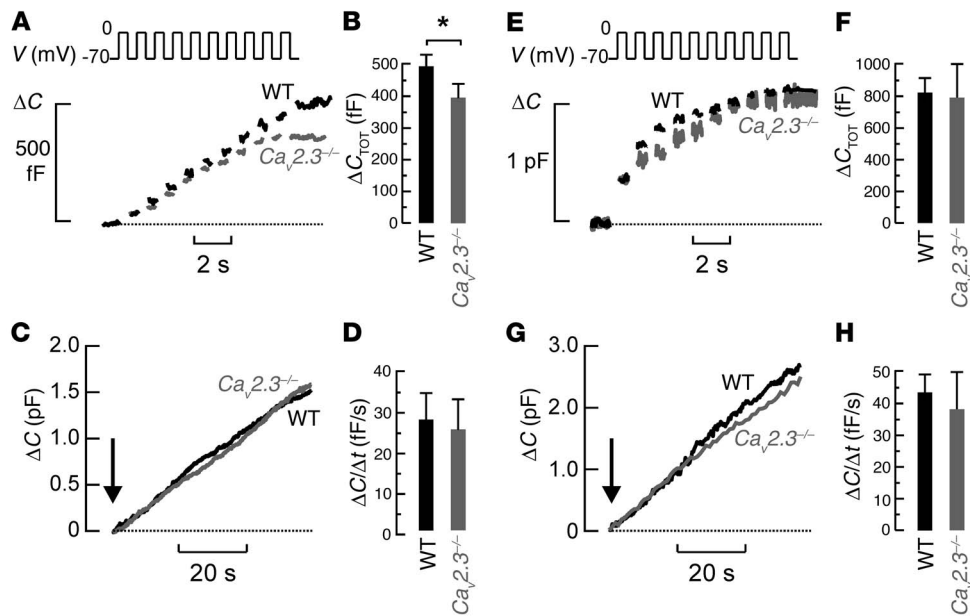 A
0
V (mV)
-70
ΔC
500
fF
WT
Cav2.3–/–
2 s
B
*
ΔCTOT (fF)
500
400
300
200
100
0
WT
Cav2.3–/–
E
0
V (mV)
-70
ΔC
1 pF
WT
Cav2.3–/–
2 s
F
ΔCTOT (fF)
1000
800
600
400
200
0
WT
Cav2.3–/–
C
ΔC (pF)
2.0
1.5
1.0
0.5
0
Cav2.3–/–
WT
20 s
D
ΔC/Δt (fF/s)
40
30
20
10
0
WT
Cav2.3–/–
G
ΔC (pF)
3.0
2.0
1.0
0
WT
Cav2.3–/–
20 s
H
ΔC/Δt (fF/s)
50
40
30
20
10
0
WT
Cav2.3–/–